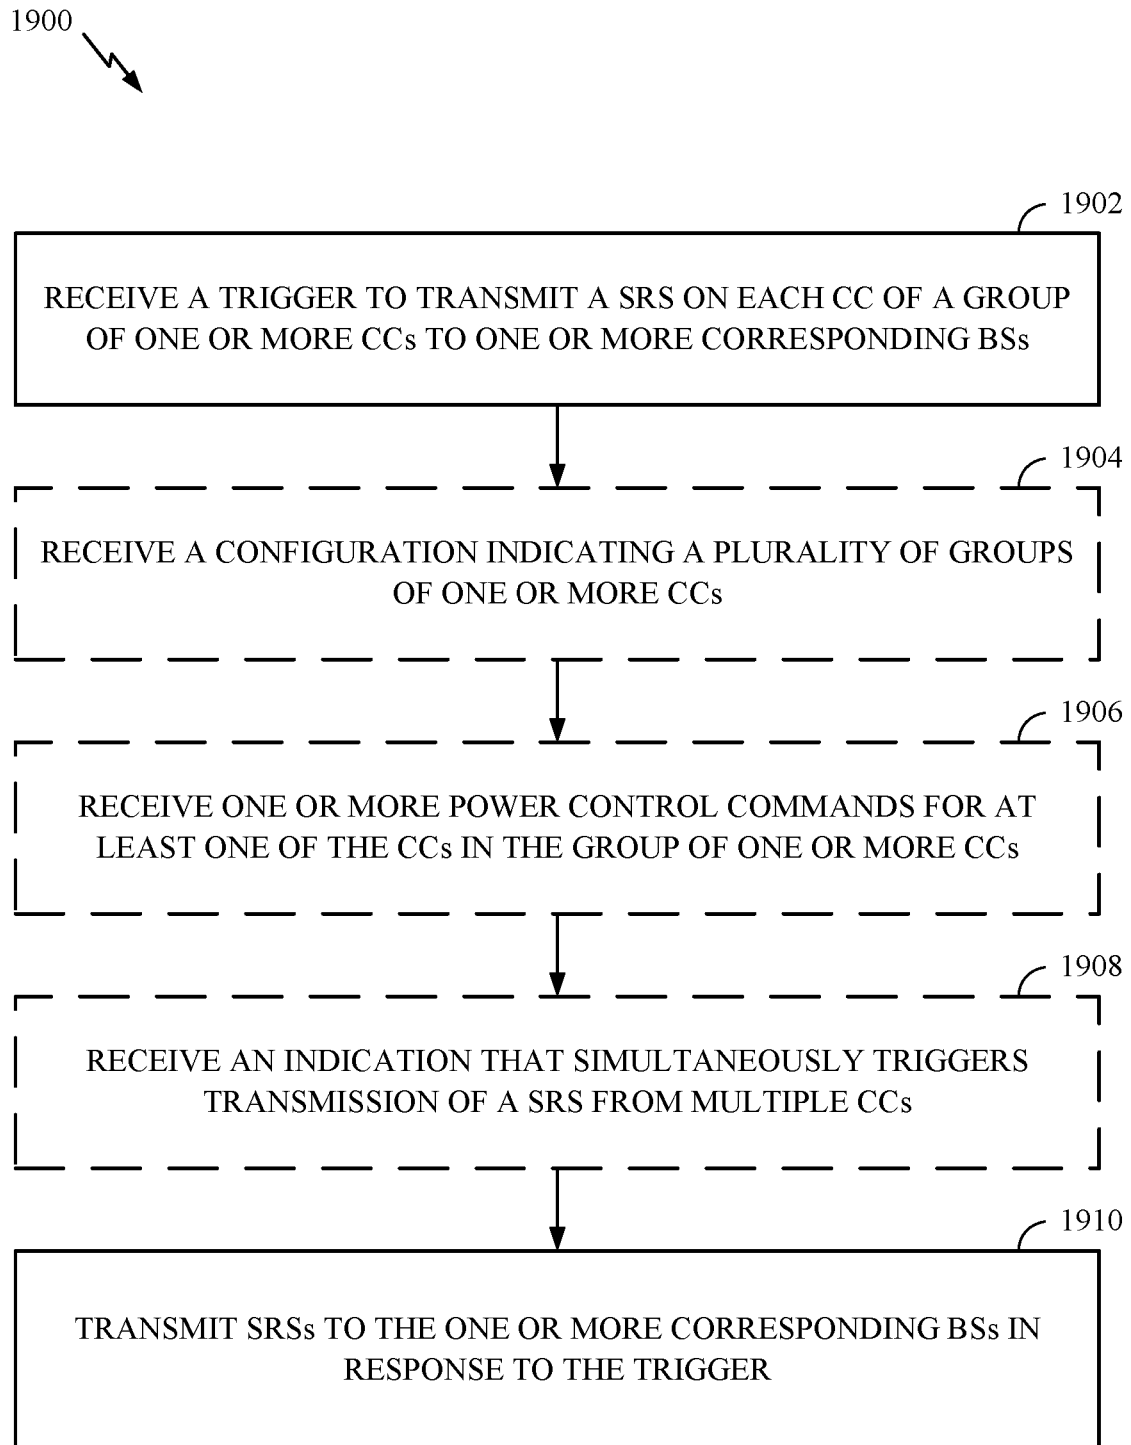 1900
1902
RECEIVE A TRIGGER TO TRANSMIT A SRS ON EACH CC OF A GROUP
OF ONE OR MORE CCs TO ONE OR MORE CORRESPONDING BSs
1904
RECEIVE A CONFIGURATION INDICATING A PLURALITY OF GROUPS
OF ONE OR MORE CCs
1906
RECEIVE ONE OR MORE POWER CONTROL COMMANDS FOR AT
LEAST ONE OF THE CCs IN THE GROUP OF ONE OR MORE CCs
1908
RECEIVE AN INDICATION THAT SIMULTANEOUSLY TRIGGERS
TRANSMISSION OF A SRS FROM MULTIPLE CCs
1910
TRANSMIT SRSs TO THE ONE OR MORE CORRESPONDING BSs IN
RESPONSE TO THE TRIGGER